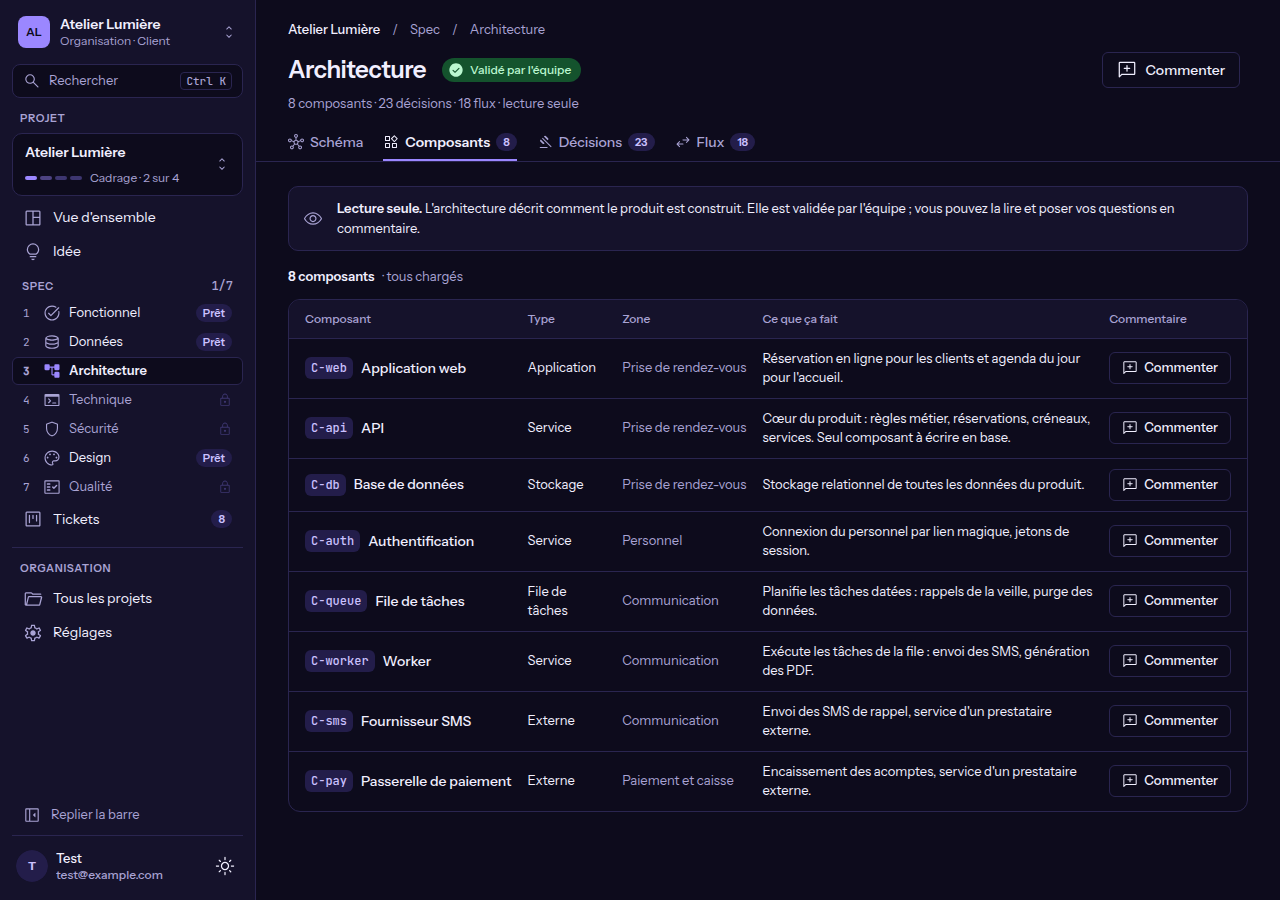 AL
Atelier Lumière
Organisation · Client
Rechercher
Ctrl K
PROJET
Atelier Lumière
Cadrage · 2 sur 4
Vue d'ensemble
Idée
SPEC 1/7
1 Fonctionnel Prêt
2 Données Prêt
3 Architecture
4 Technique
5 Sécurité
6 Design Prêt
7 Qualité
Tickets 8
ORGANISATION
Tous les projets
Réglages
Replier la barre
T
Test
test@example.com
Atelier Lumière / Spec / Architecture
Architecture
Validé par l'équipe
Commenter
8 composants · 23 décisions · 18 flux · lecture seule
Schéma
Composants 8
Décisions 23
Flux 18
Lecture seule. L'architecture décrit comment le produit est construit. Elle est validée par l'équipe ; vous pouvez la lire et poser vos questions en
commentaire.
8 composants · tous chargés
Composant Type Zone Ce que ça fait Commentaire
C-web Application web Application Prise de rendez-vous Réservation en ligne pour les clients et agenda du jour
pour l'accueil.
Commenter
C-api API Service Prise de rendez-vous Cœur du produit : règles métier, réservations, créneaux,
services. Seul composant à écrire en base.
Commenter
C-db Base de données Stockage Prise de rendez-vous Stockage relationnel de toutes les données du produit.
Commenter
C-auth Authentification Service Personnel Connexion du personnel par lien magique, jetons de
session.
Commenter
C-queue File de tâches File de
tâches
Communication Planifie les tâches datées : rappels de la veille, purge des
données.
Commenter
C-worker Worker Service Communication Exécute les tâches de la file : envoi des SMS, génération
des PDF.
Commenter
C-sms Fournisseur SMS Externe Communication Envoi des SMS de rappel, service d'un prestataire
externe.
Commenter
C-pay Passerelle de paiement Externe Paiement et caisse Encaissement des acomptes, service d'un prestataire
externe.
Commenter